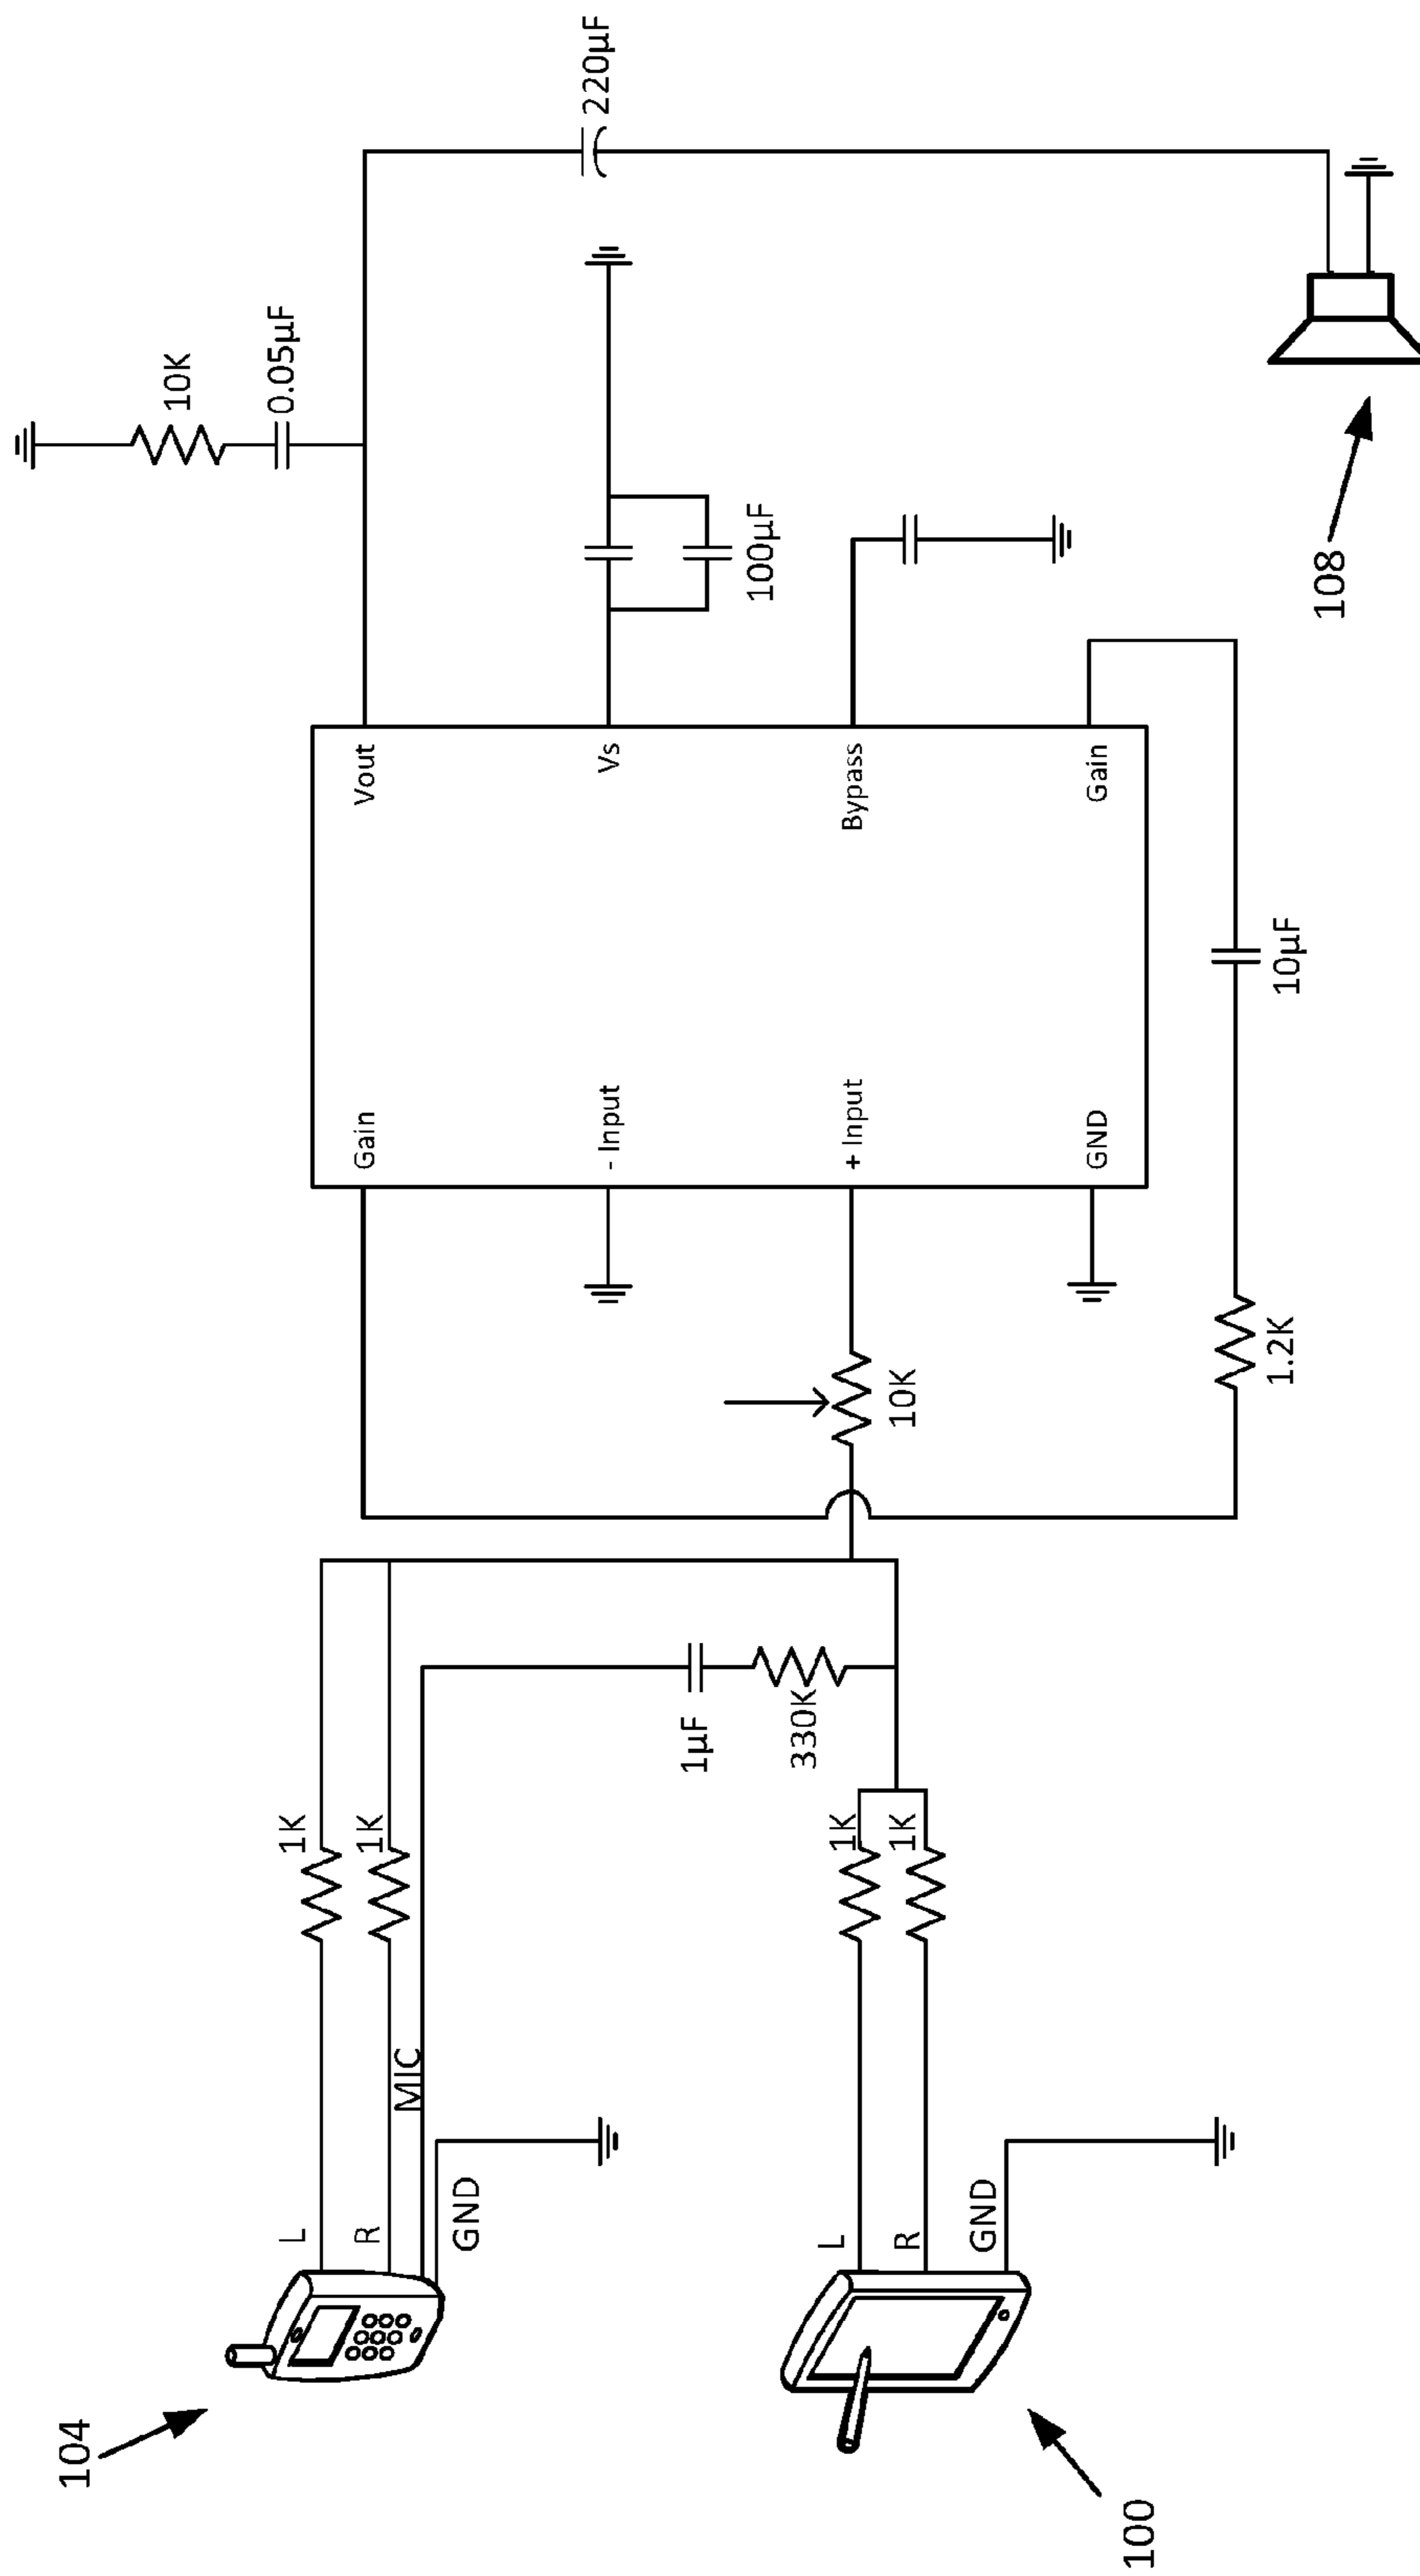 104
L
R
MIC
GND
1K
1K
1µF
330K
100
L
R
GND
1K
1K
10K
Gain
- Input
+ Input
GND
Vout
Vs
Bypass
Gain
1.2K
10µF
10K
0.05µF
100µF
220µF
108